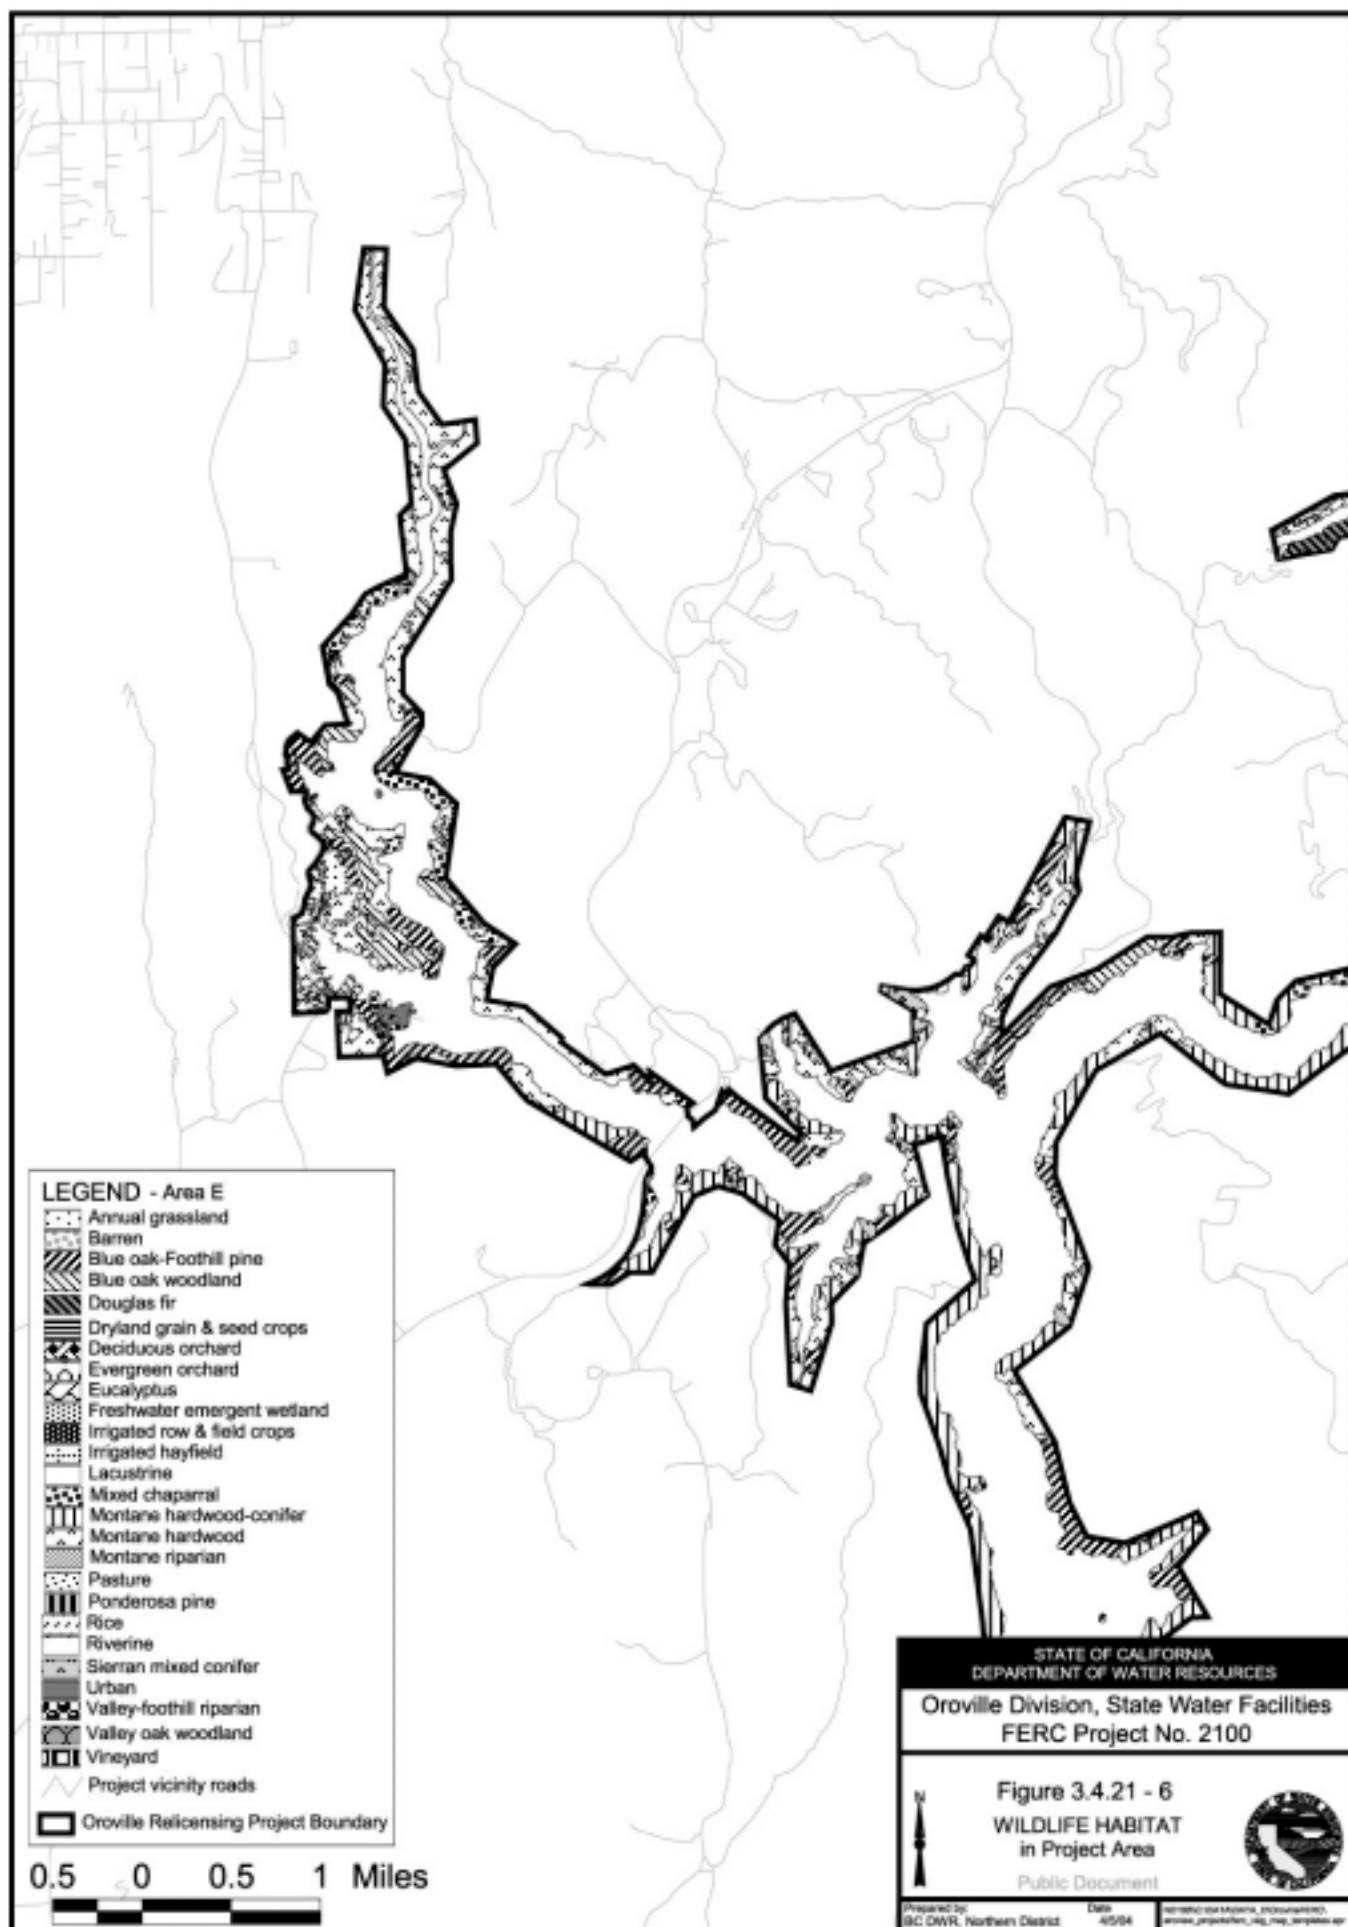 LEGEND - Area E
Annual grassland
Barren
Blue oak-Foothill pine
Blue oak woodland
Douglas fir
Dryland grain & seed crops
Deciduous orchard
Evergreen orchard
Eucalyptus
Freshwater emergent wetland
Irrigated row & field crops
Irrigated hayfield
Lacustrine
Mixed chaparral
Montane hardwood-conifer
Montane hardwood
Montane riparian
Pasture
Ponderosa pine
Rice
Riverine
Sierran mixed conifer
Urban
Valley-foothill riparian
Valley oak woodland
Vineyard
Project vicinity roads
Oroville Relicensing Project Boundary
0.5 0 0.5 1 Miles
STATE OF CALIFORNIA
DEPARTMENT OF WATER RESOURCES
Oroville Division, State Water Facilities
FERC Project No. 2100
N
Figure 3.4.21 - 6
WILDLIFE HABITAT
in Project Area
Public Document
Prepared by: Date
BC DWR, Northern District 4/5/04